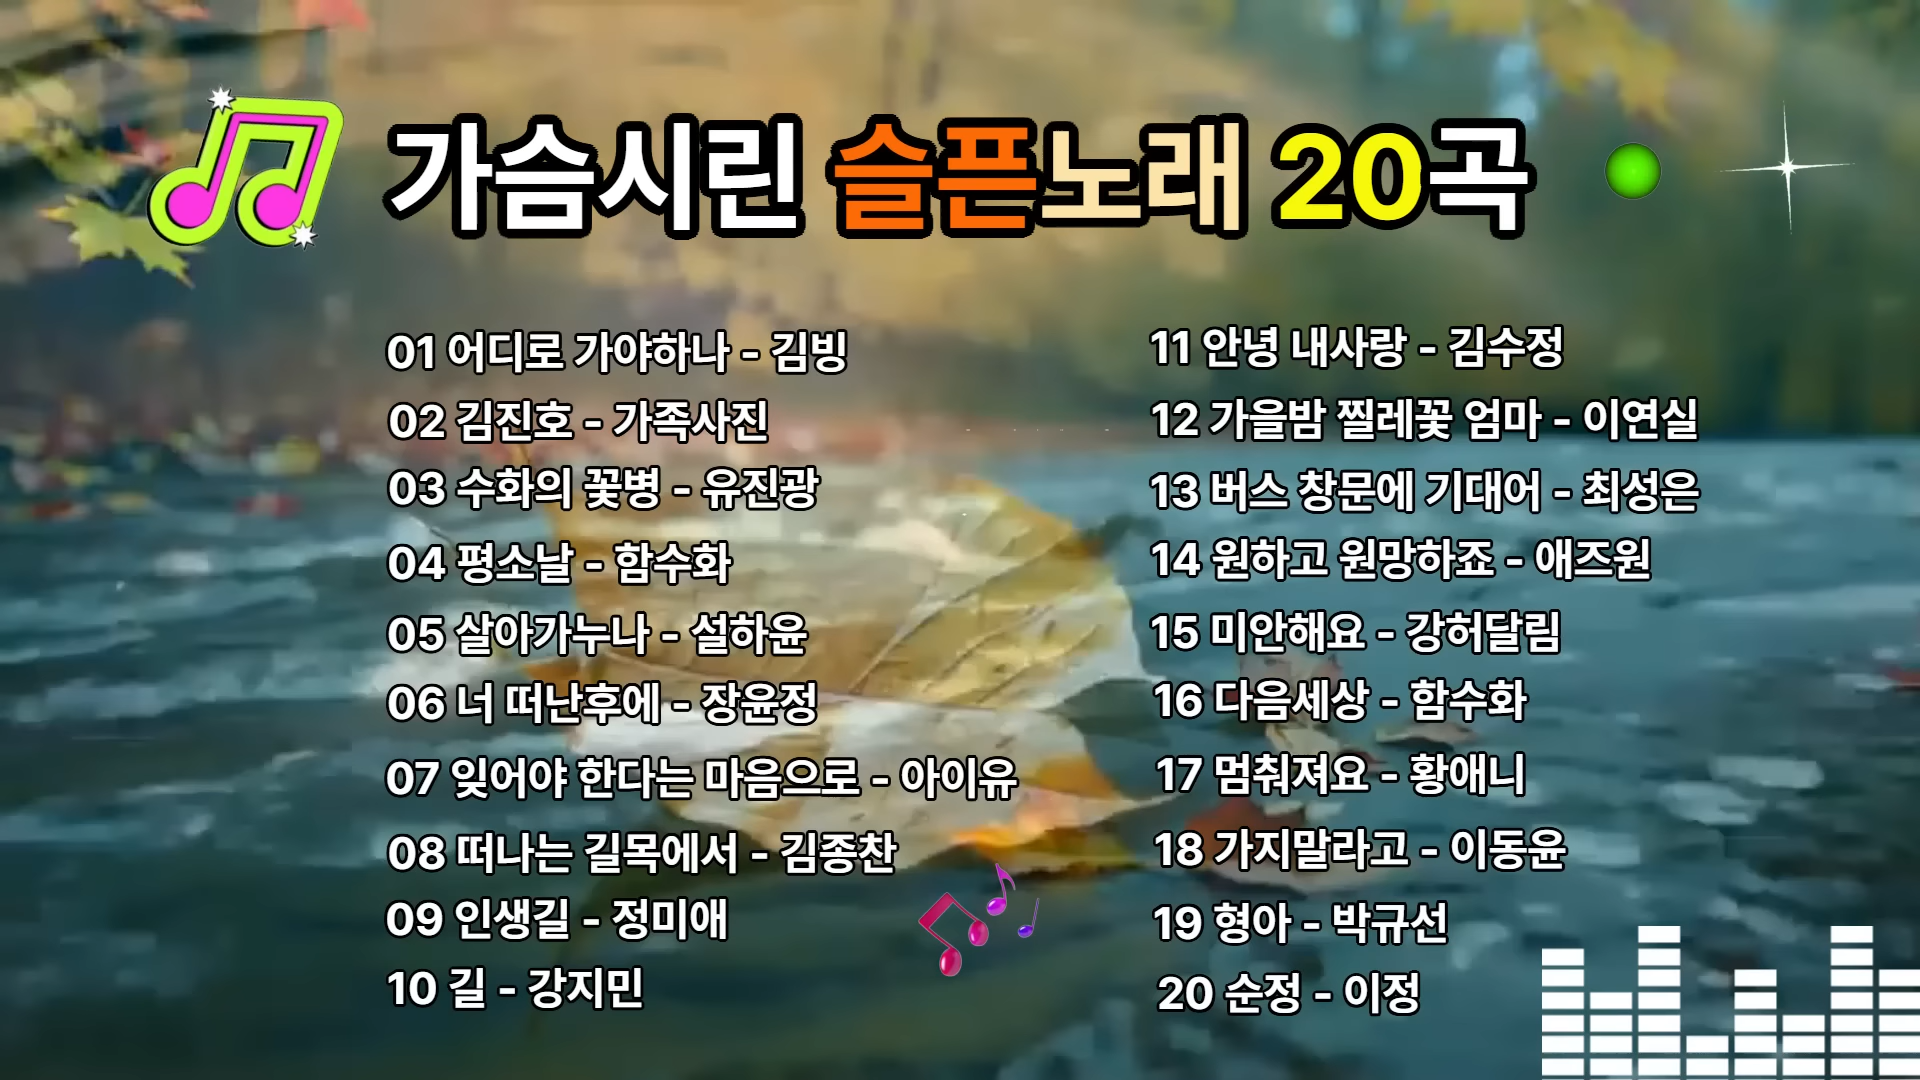 가슴시린 슬픈노래 20곡
01 어디로 가야하나 - 김빙
02 김진호 - 가족사진
03 수화의 꽃병 - 유진광
04 평소날 - 함수화
05 살아가누나 - 설하윤
06 너 떠난후에 - 장윤정
07 잊어야 한다는 마음으로 - 아이유
08 떠나는 길목에서 - 김종찬
09 인생길 - 정미애
10 길 - 강지민
11 안녕 내사랑 - 김수정
12 가을밤 찔레꽃 엄마 - 이연실
13 버스 창문에 기대어 - 최성은
14 원하고 원망하죠 - 애즈원
15 미안해요 - 강허달림
16 다음세상 - 함수화
17 멈춰져요 - 황애니
18 가지말라고 - 이동윤
19 형아 - 박규선
20 순정 - 이정